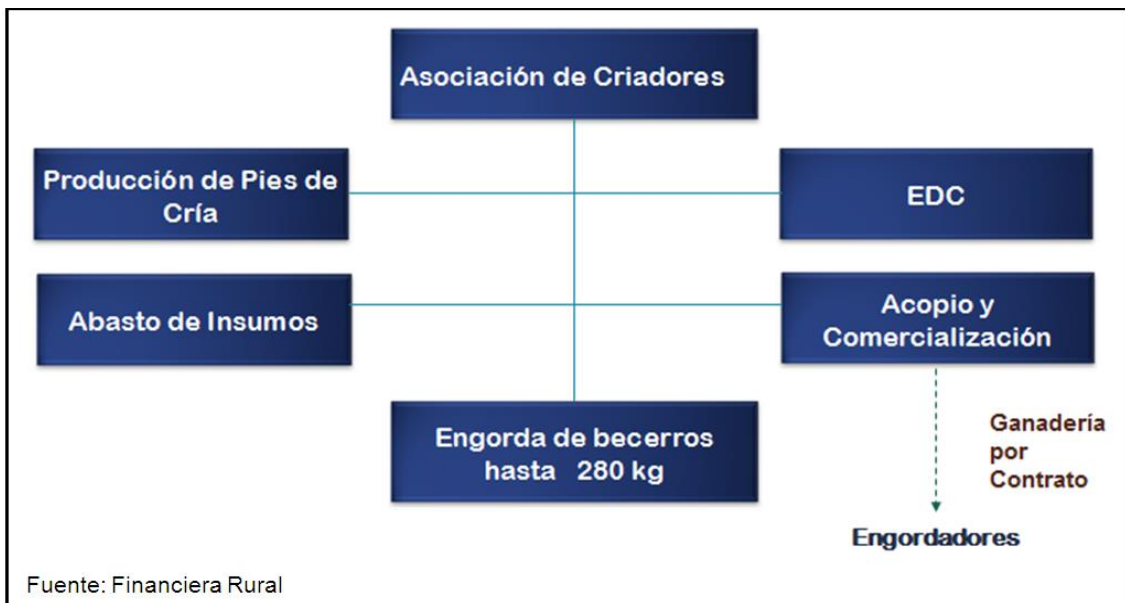 Asociación de Criadores
Producción de Pies de
Cría
EDC
Abasto de Insumos
Acopio y
Comercialización
Engorda de becerros
hasta 280 kg
Ganadería
por
Contrato
Engordadores
Fuente: Financiera Rural